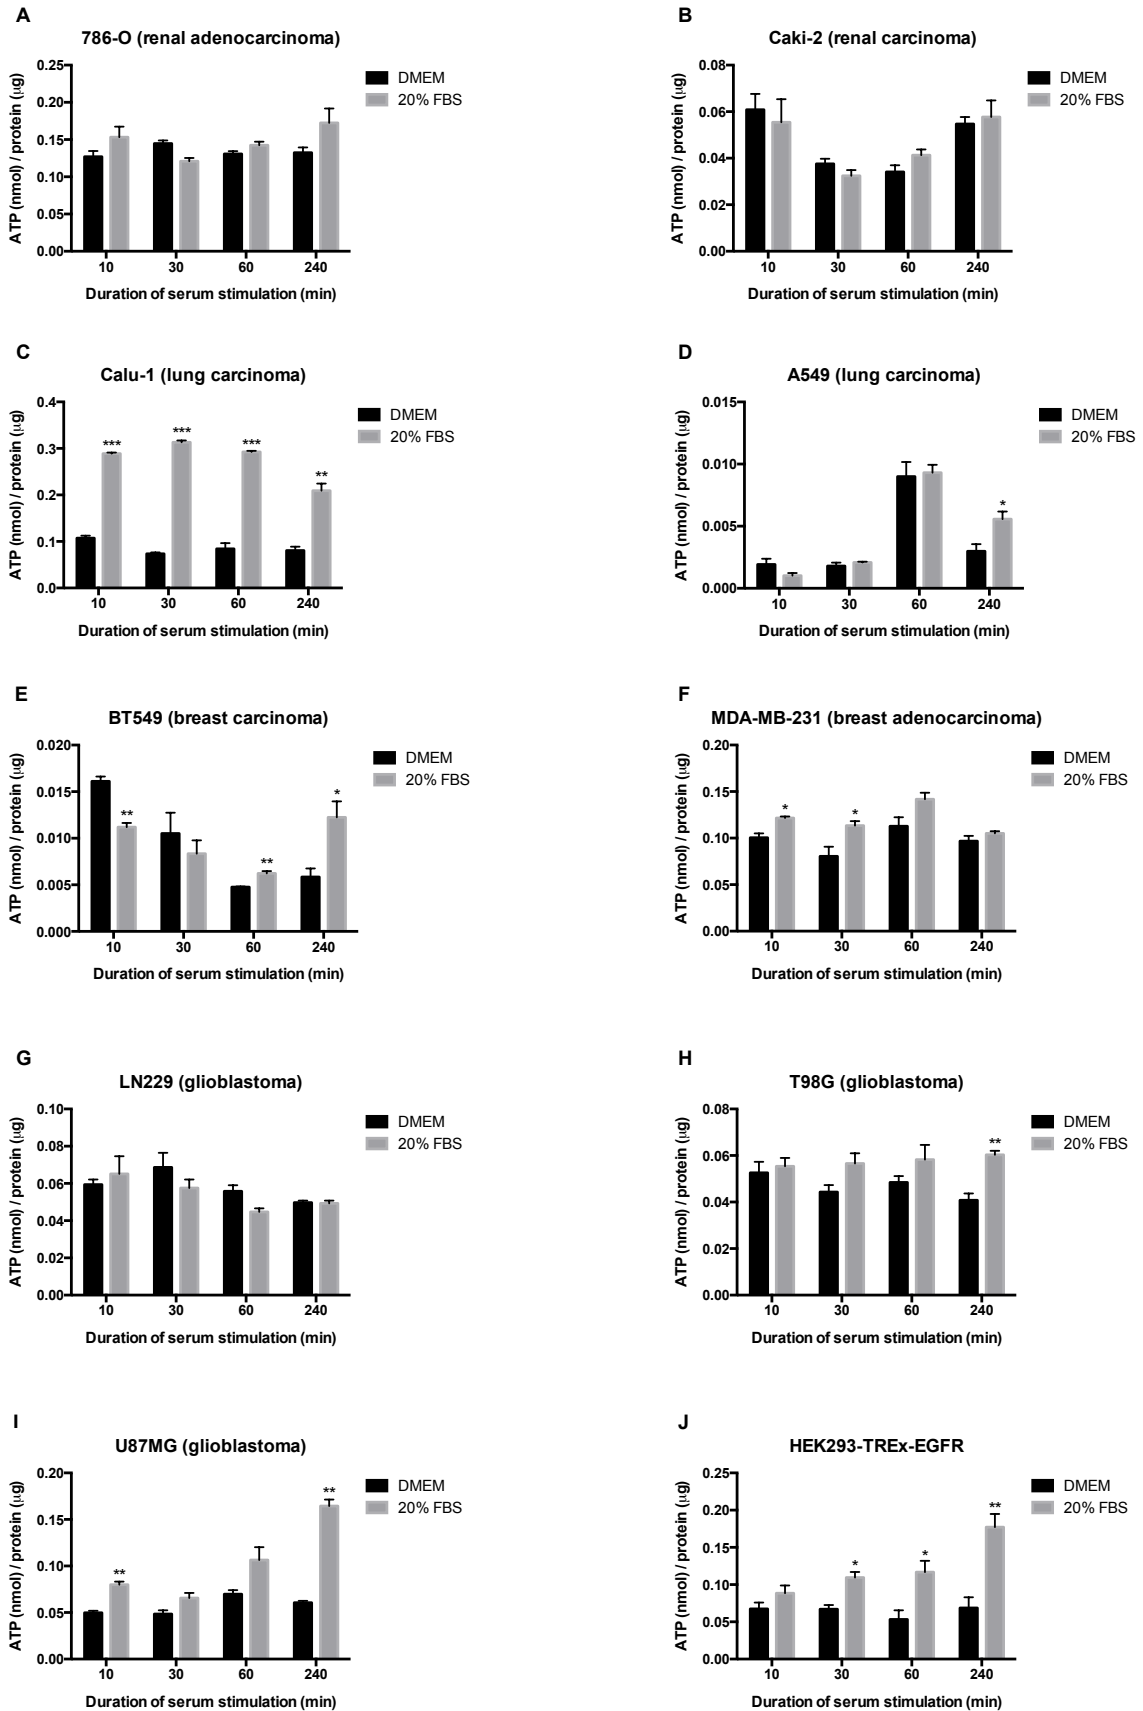 A
786-O (renal adenocarcinoma)
ATP (nmol) / protein (µg)
0.25
0.20
0.15
0.10
0.05
0.00
10 30 60 240
Duration of serum stimulation (min)
DMEM
20% FBS
B
Caki-2 (renal carcinoma)
ATP (nmol) / protein (µg)
0.08
0.06
0.04
0.02
0.00
10 30 60 240
Duration of serum stimulation (min)
DMEM
20% FBS
C
Calu-1 (lung carcinoma)
ATP (nmol) / protein (µg)
0.4
0.3
0.2
0.1
0.0
*** *** *** **
10 30 60 240
Duration of serum stimulation (min)
DMEM
20% FBS
D
A549 (lung carcinoma)
ATP (nmol) / protein (µg)
0.015
0.010
0.005
0.000
*
10 30 60 240
Duration of serum stimulation (min)
DMEM
20% FBS
E
BT549 (breast carcinoma)
ATP (nmol) / protein (µg)
0.020
0.015
0.010
0.005
0.000
** ** *
10 30 60 240
Duration of serum stimulation (min)
DMEM
20% FBS
F
MDA-MB-231 (breast adenocarcinoma)
ATP (nmol) / protein (µg)
0.20
0.15
0.10
0.05
0.00
* *
10 30 60 240
Duration of serum stimulation (min)
DMEM
20% FBS
G
LN229 (glioblastoma)
ATP (nmol) / protein (µg)
0.10
0.08
0.06
0.04
0.02
0.00
10 30 60 240
Duration of serum stimulation (min)
DMEM
20% FBS
H
T98G (glioblastoma)
ATP (nmol) / protein (µg)
0.08
0.06
0.04
0.02
0.00
**
10 30 60 240
Duration of serum stimulation (min)
DMEM
20% FBS
I
U87MG (glioblastoma)
ATP (nmol) / protein (µg)
0.20
0.15
0.10
0.05
0.00
** **
10 30 60 240
Duration of serum stimulation (min)
DMEM
20% FBS
J
HEK293-TREx-EGFR
ATP (nmol) / protein (µg)
0.25
0.20
0.15
0.10
0.05
0.00
* * **
10 30 60 240
Duration of serum stimulation (min)
DMEM
20% FBS